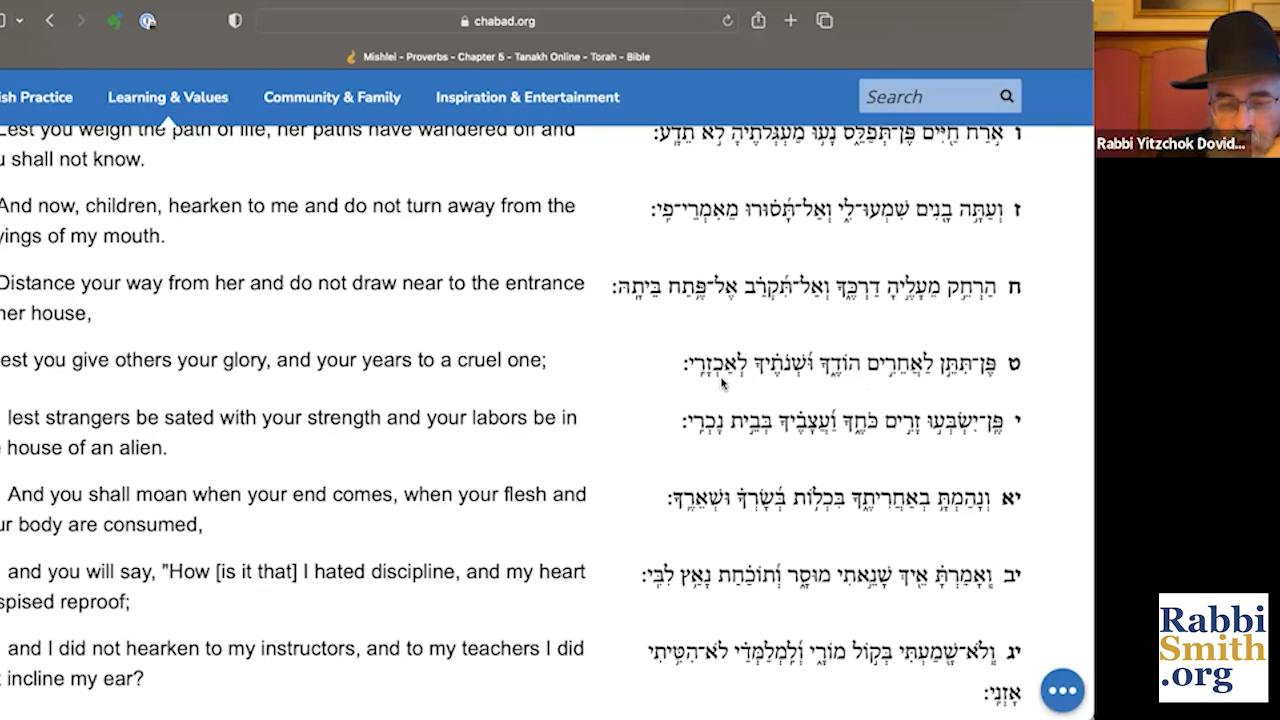 chabad.org
Mishlei - Proverbs - Chapter 5 - Tanakh Online - Torah - Bible
ish Practice Learning & Values Community & Family Inspiration & Entertainment Search
Rabbi Yitzchok Dovid...
Lest you weigh the path of life, her paths have wandered off and
u shall not know.
ו אֹ֣רַח חַ֭יִּים פֶּן־תְּפַלֵּ֑ס נָע֥וּ מַ֝עְגְּלֹתֶ֗יהָ לֹ֣א תֵדָֽע:
And now, children, hearken to me and do not turn away from the
yings of my mouth.
ז וְעַתָּ֣ה בָ֭נִים שִׁמְעוּ־לִ֑י וְאַל־תָּ֝ס֗וּרוּ מֵאִמְרֵי־פִֽי:
Distance your way from her and do not draw near to the entrance
her house,
ח הַרְחֵ֣ק מֵעָלֶ֣יהָ דַרְכֶּ֑ךָ וְאַל־תִּ֝קְרַ֗ב אֶל־פֶּ֥תַח בֵּיתָֽהּ:
est you give others your glory, and your years to a cruel one;
ט פֶּן־תִּתֵּ֣ן לַאֲחֵרִ֣ים הוֹדֶ֑ךָ וּ֝שְׁנֹתֶ֗יךָ לְאַכְזָרִֽי:
lest strangers be sated with your strength and your labors be in
house of an alien.
י פֶּֽן־יִשְׂבְּע֣וּ זָרִ֣ים כֹּחֶ֑ךָ וַ֝עֲצָבֶ֗יךָ בְּבֵ֣ית נָכְרִֽי:
And you shall moan when your end comes, when your flesh and
ur body are consumed,
יא וְנָהַמְתָּ֥ בְאַחֲרִיתֶ֑ךָ בִּכְל֥וֹת בְּ֝שָׂרְךָ֗ וּשְׁאֵרֶֽךָ:
and you will say, "How [is it that] I hated discipline, and my heart
spised reproof;
יב וְֽאָמַרְתָּ֗ אֵ֭יךְ שָׂנֵ֣אתִי מוּסָ֑ר וְ֝תוֹכַ֗חַת נָאַ֥ץ לִבִּֽי:
and I did not hearken to my instructors, and to my teachers I did
incline my ear?
יג וְֽלֹא־שָׁ֭מַעְתִּי בְּק֣וֹל מוֹרָ֑י וְ֝לִֽמְלַמְּדַ֗י לֹא־הִטִּ֥יתִי
אָזְנִֽי:
Rabbi
Smith
.org